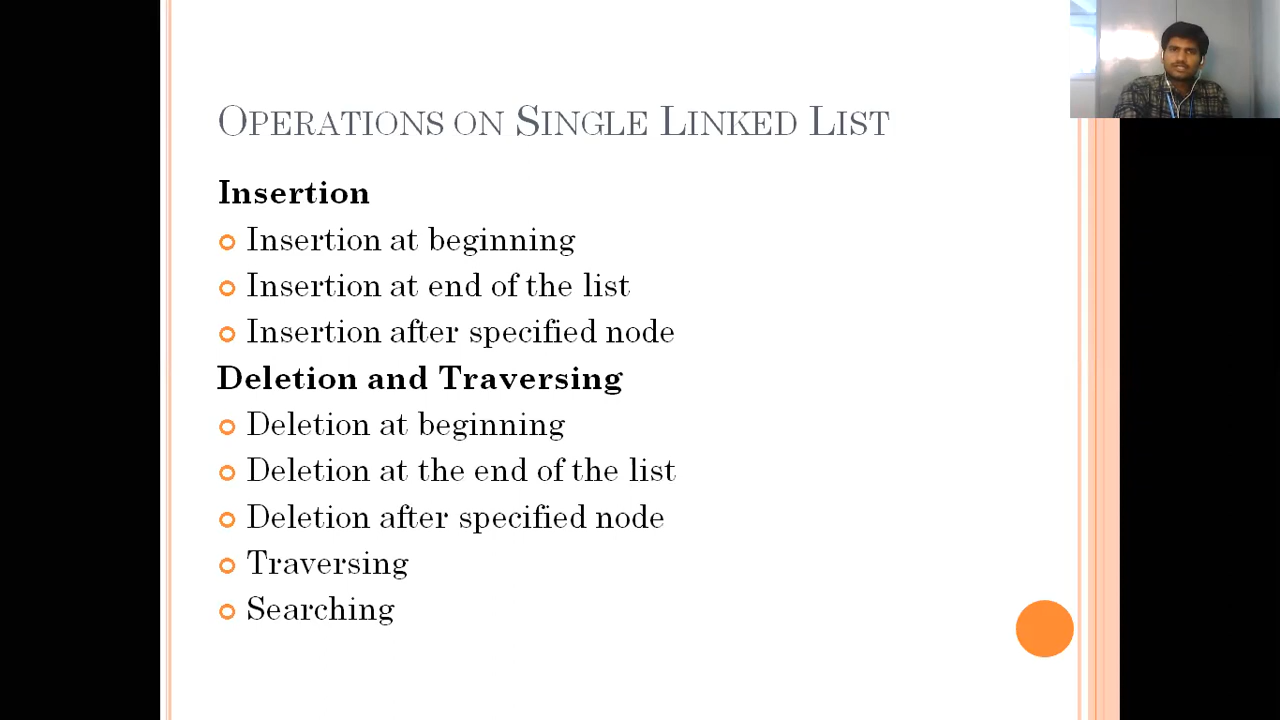 Operations on Single Linked List
Insertion
Insertion at beginning
Insertion at end of the list
Insertion after specified node
Deletion and Traversing
Deletion at beginning
Deletion at the end of the list
Deletion after specified node
Traversing
Searching